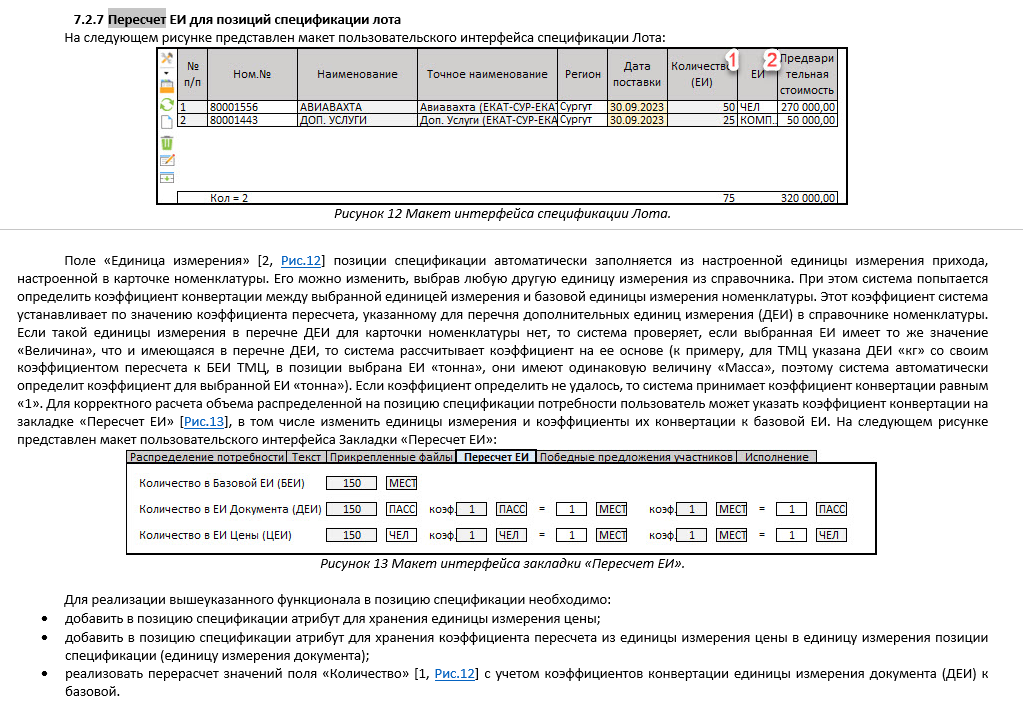 7.2.7 Пересчет ЕИ для позиций спецификации лота
На следующем рисунке представлен макет пользовательского интерфейса спецификации Лота:
№ п/п Ном.№ Наименование Точное наименование Регион Дата поставки Количество (ЕИ) 1 ЕИ 2 Предварительная стоимость
1 80001556 АВИАВАХТА Авиавахта (ЕКАТ-СУР-ЕКА Сургут 30.09.2023 50 ЧЕЛ 270 000,00
2 80001443 ДОП. УСЛУГИ Доп. Услуги (ЕКАТ-СУР-ЕКА Сургут 30.09.2023 25 КОМП.. 50 000,00
Кол = 2 75 320 000,00
Рисунок 12 Макет интерфейса спецификации Лота.
Поле «Единица измерения» [2, Рис.12] позиции спецификации автоматически заполняется из настроенной единицы измерения прихода,
настроенной в карточке номенклатуры. Его можно изменить, выбрав любую другую единицу измерения из справочника. При этом система попытается
определить коэффициент конвертации между выбранной единицей измерения и базовой единицы измерения номенклатуры. Этот коэффициент система
устанавливает по значению коэффициента пересчета, указанному для перечня дополнительных единиц измерения (ДЕИ) в справочнике номенклатуры.
Если такой единицы измерения в перечне ДЕИ для карточки номенклатуры нет, то система проверяет, если выбранная ЕИ имеет то же значение
«Величина», что и имеющаяся в перечне ДЕИ, то система рассчитывает коэффициент на ее основе (к примеру, для ТМЦ указана ДЕИ «кг» со своим
коэффициентом пересчета к БЕИ ТМЦ, в позиции выбрана ЕИ «тонна», они имеют одинаковую величину «Масса», поэтому система автоматически
определит коэффициент для выбранной ЕИ «тонна»). Если коэффициент определить не удалось, то система принимает коэффициент конвертации равным
«1». Для корректного расчета объема распределенной на позицию спецификации потребности пользователь может указать коэффициент конвертации на
закладке «Пересчет ЕИ» [Рис.13], в том числе изменить единицы измерения и коэффициенты их конвертации к базовой ЕИ. На следующем рисунке
представлен макет пользовательского интерфейса Закладки «Пересчет ЕИ»:
Распределение потребности Текст Прикрепленные файлы Пересчет ЕИ Победные предложения участников Исполнение
Количество в Базовой ЕИ (БЕИ) 150 МЕСТ
Количество в ЕИ Документа (ДЕИ) 150 ПАСС коэф. 1 ПАСС = 1 МЕСТ коэф. 1 МЕСТ = 1 ПАСС
Количество в ЕИ Цены (ЦЕИ) 150 ЧЕЛ коэф. 1 ЧЕЛ = 1 МЕСТ коэф. 1 МЕСТ = 1 ЧЕЛ
Рисунок 13 Макет интерфейса закладки «Пересчет ЕИ».
Для реализации вышеуказанного функционала в позицию спецификации необходимо:
• добавить в позицию спецификации атрибут для хранения единицы измерения цены;
• добавить в позицию спецификации атрибут для хранения коэффициента пересчета из единицы измерения цены в единицу измерения позиции
спецификации (единицу измерения документа);
• реализовать перерасчет значений поля «Количество» [1, Рис.12] с учетом коэффициентов конвертации единицы измерения документа (ДЕИ) к
базовой.